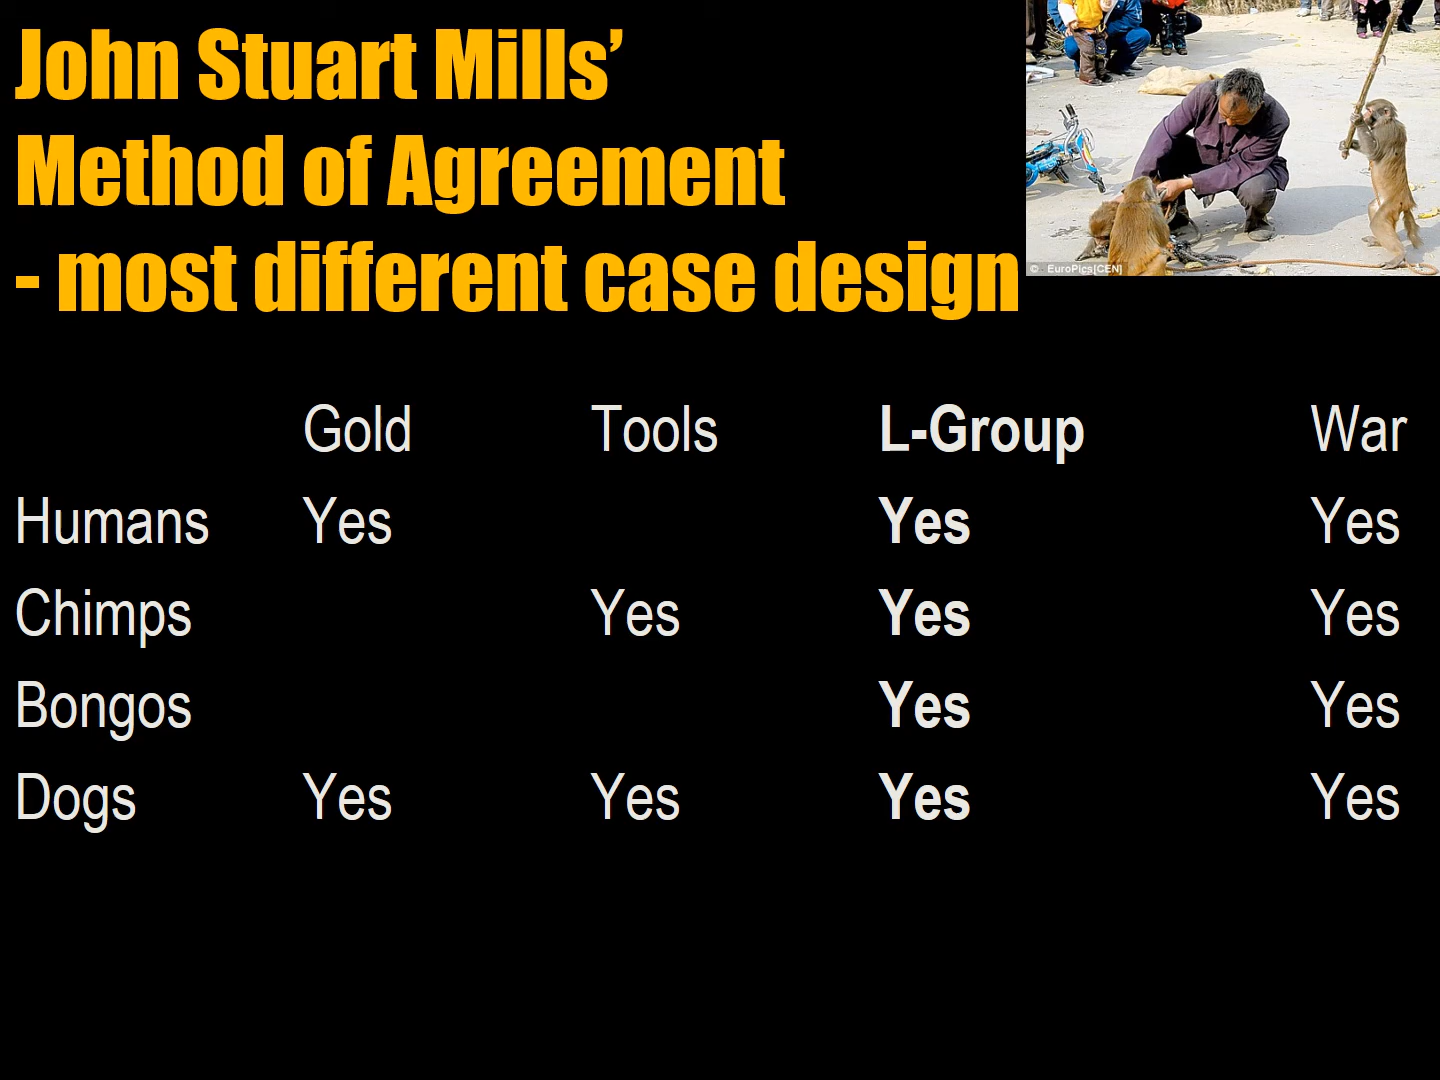 John Stuart Mills’
Method of Agreement
- most different case design
© EuroPics[CEN]
Gold Tools L-Group War
Humans Yes Yes Yes
Chimps Yes Yes Yes
Bongos Yes Yes
Dogs Yes Yes Yes Yes